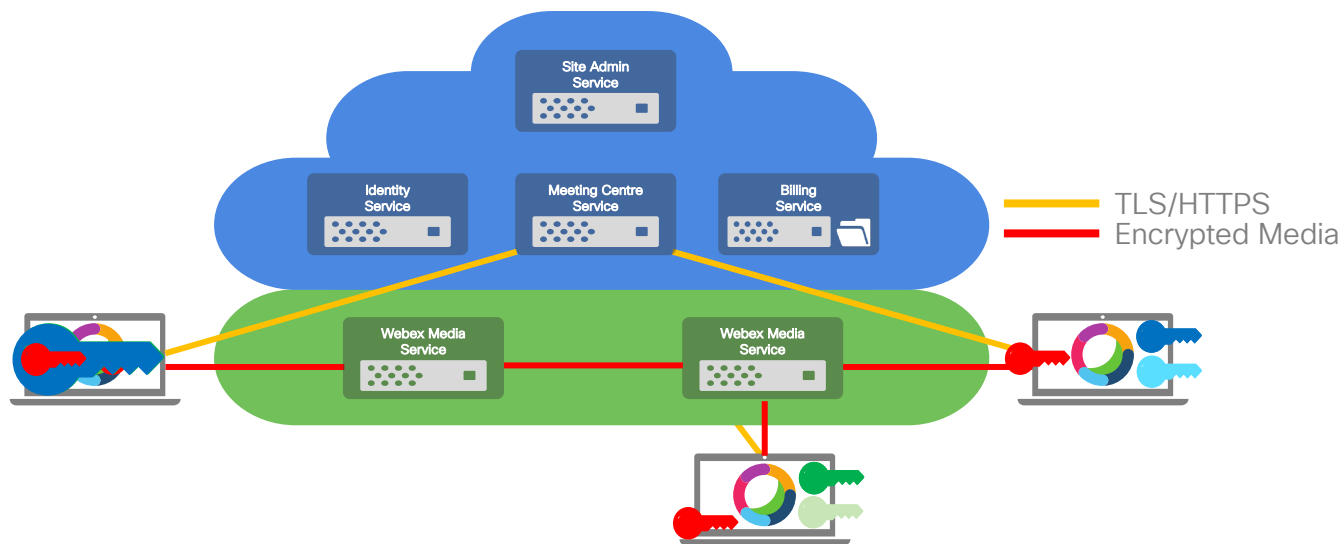 Site Admin
Service
Identity
Service
Meeting Centre
Service
Billing
Service
TLS/HTTPS
Encrypted Media
Webex Media
Service
Webex Media
Service